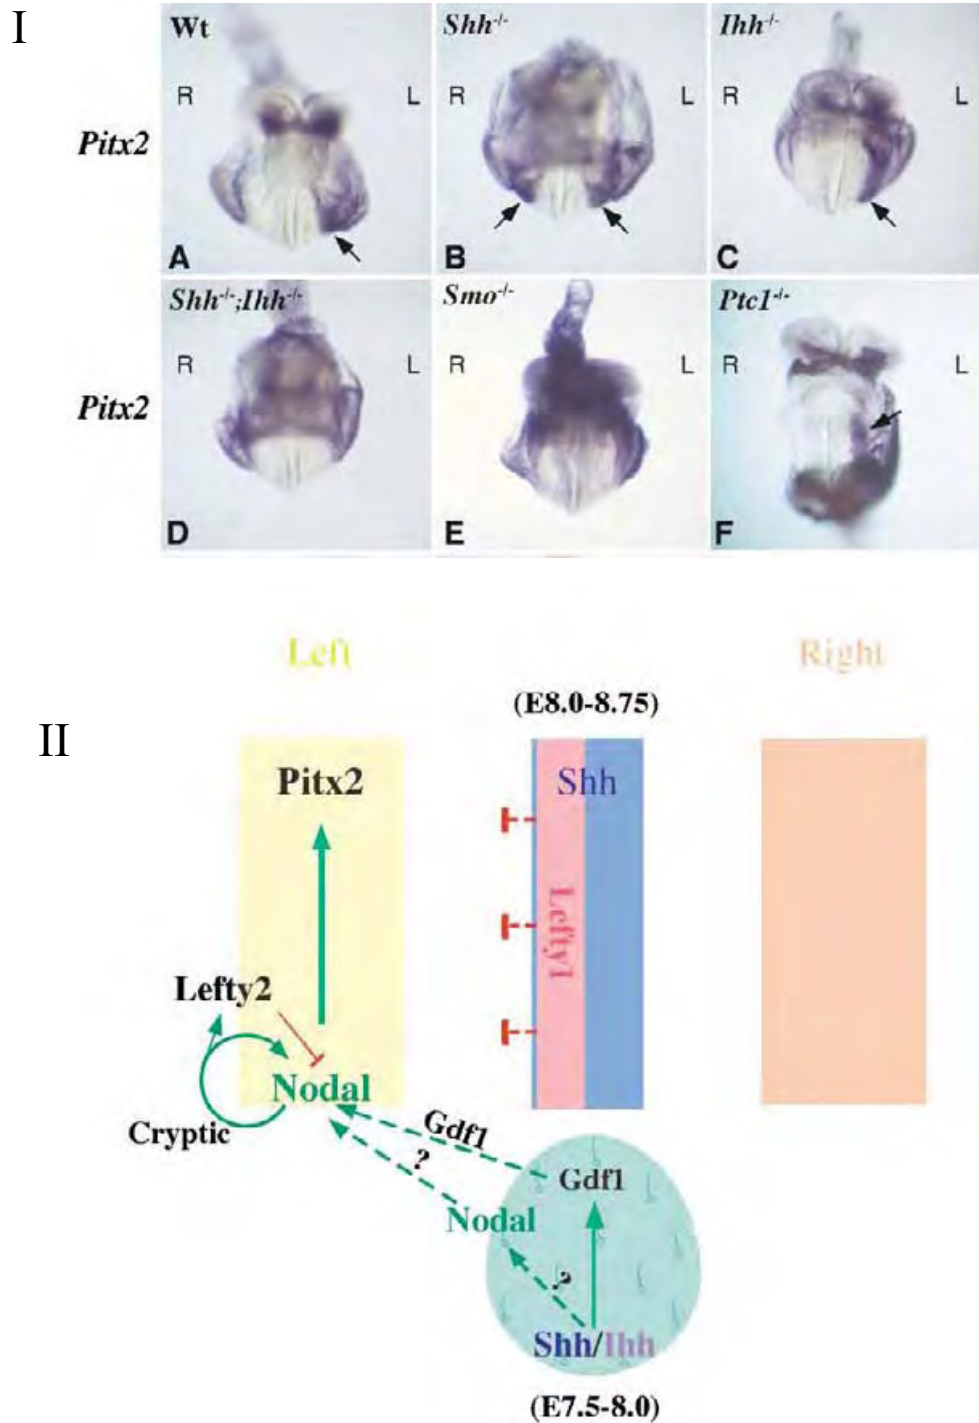 I
Wt
Shh-/-
Ihh-/-
R
L
R
L
R
L
Pitx2
A
B
C
Shh-/-;Ihh-/-
Smo-/-
Ptc1-/-
R
L
R
L
R
L
Pitx2
D
E
F
Left
Right
(E8.0-8.75)
II
Pitx2
Shh
Lefty1
Lefty2
Nodal
Cryptic
Gdf1
?
Gdf1
Nodal
?
Shh/Ihh
(E7.5-8.0)